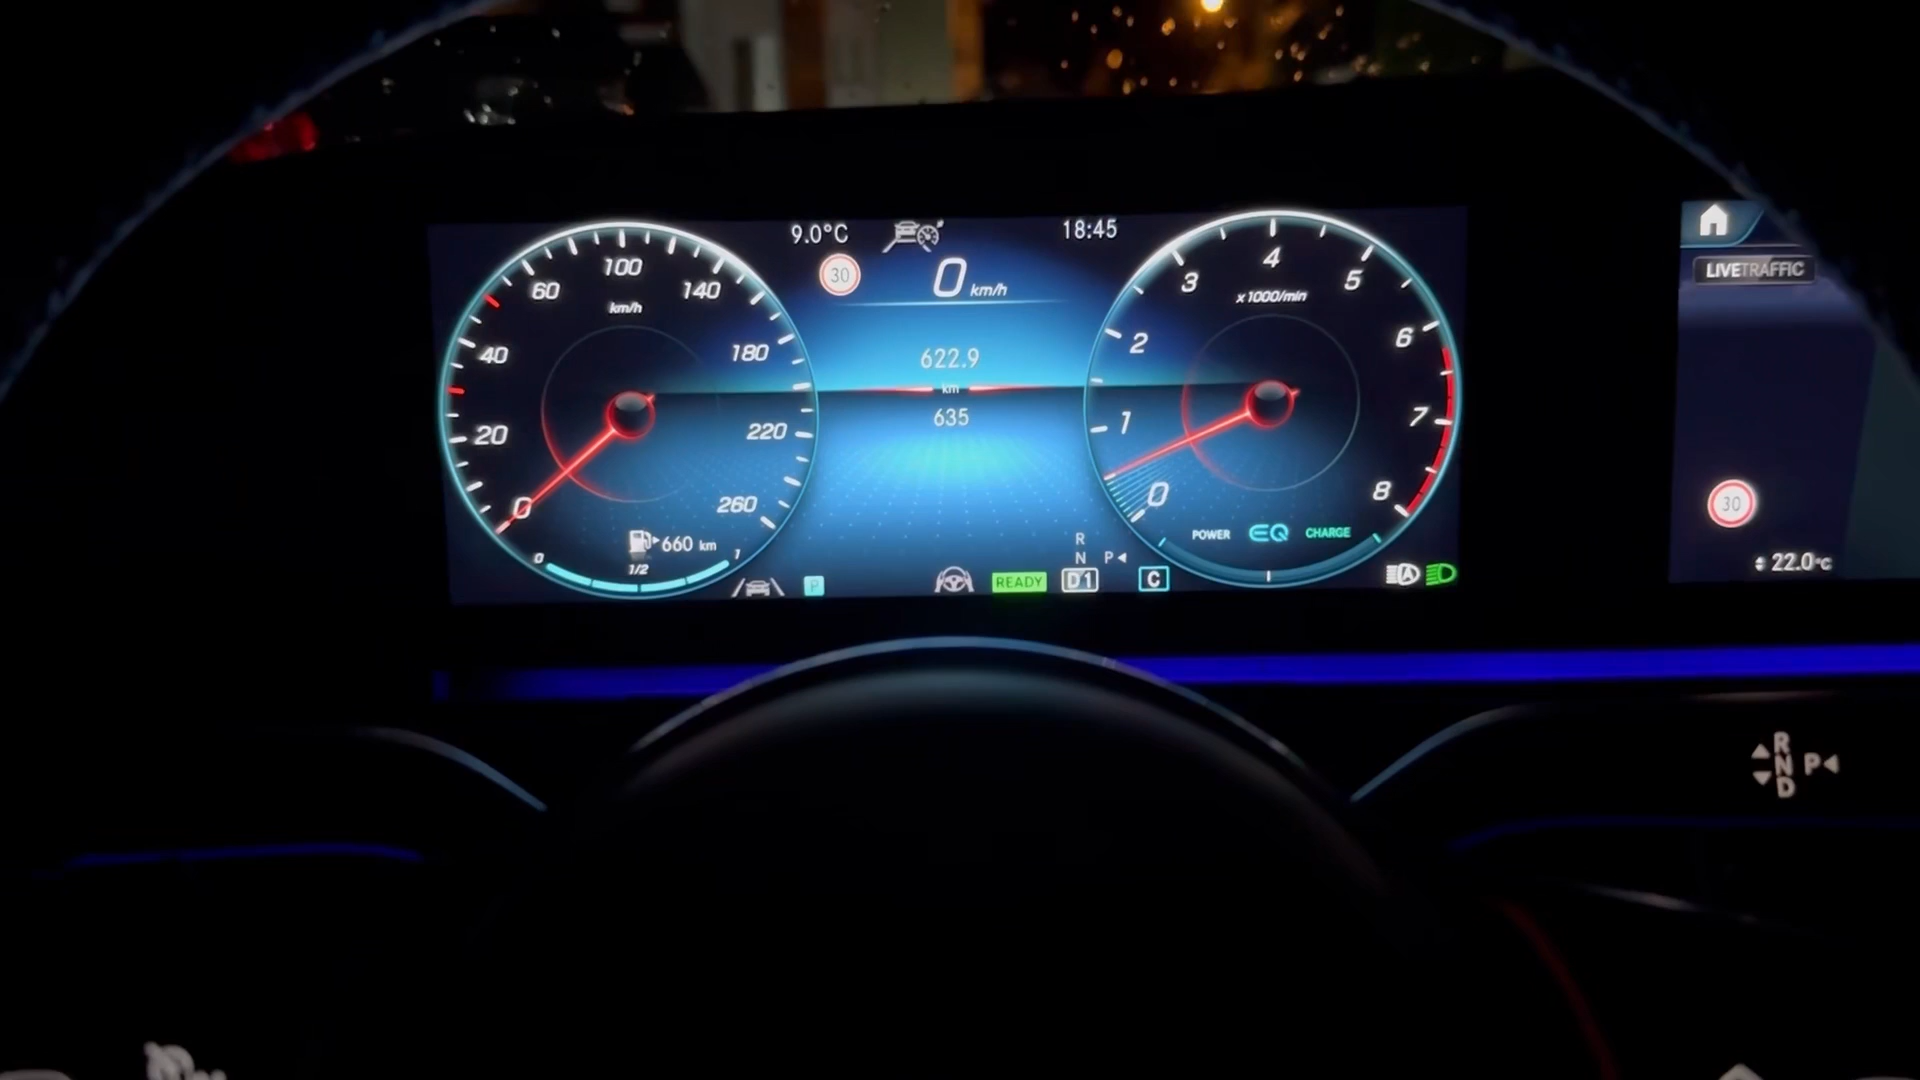 9.0°C
18:45
30
0 km/h
622.9
km
635
0
20
40
60
100
140
180
220
260
km/h
660 km
0
1/2
1
P
READY
R
N
D1
P
C
0
1
2
3
4
5
6
7
8
x1000/min
POWER
EQ
CHARGE
A
LIVETRAFFIC
30
22.0°C
R
N P
D